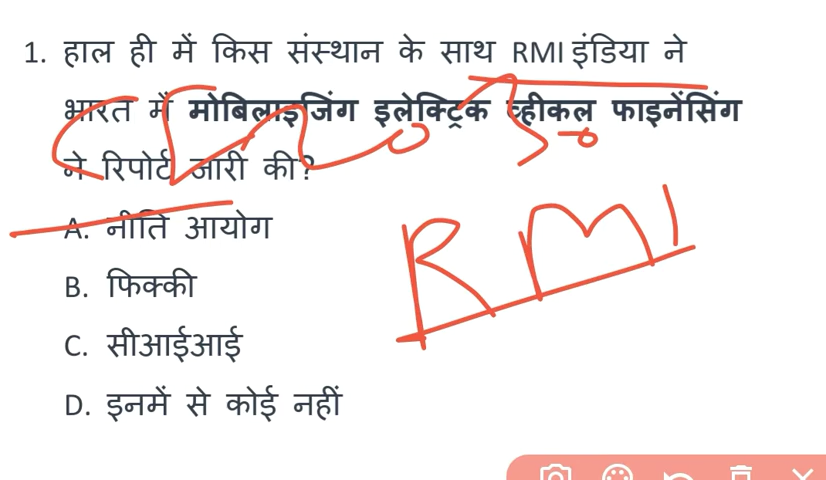 1. हाल ही में किस संस्थान के साथ RMI इंडिया ने
भारत में मोबिलाइजिंग इलेक्ट्रिक व्हीकल फाइनेंसिंग
ने रिपोर्ट जारी की?
A. नीति आयोग
B. फिक्की
RMI
C. सीआईआई
D. इनमें से कोई नहीं